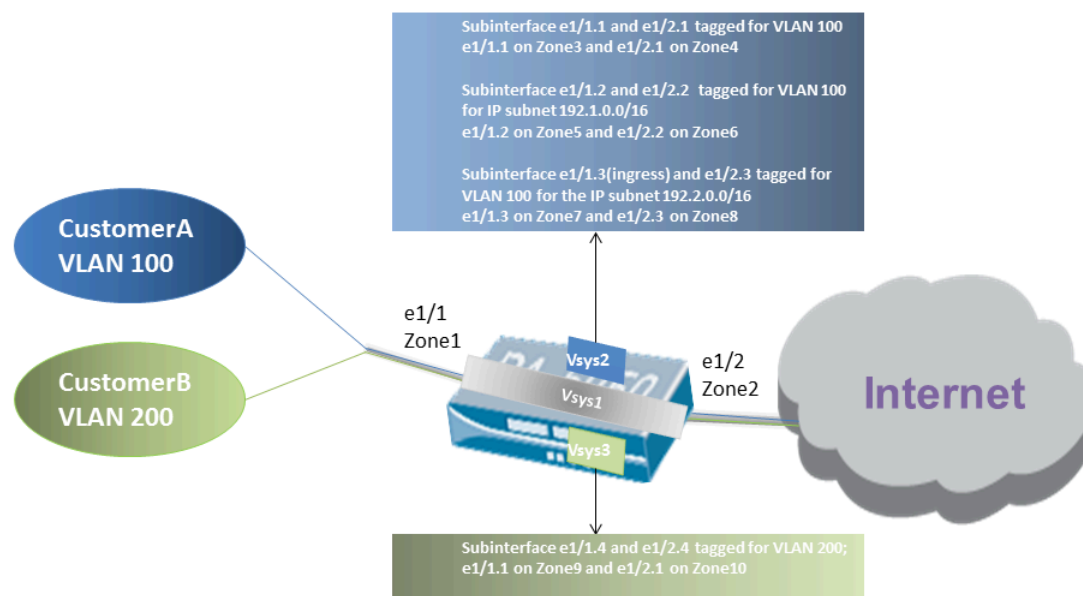 Subinterface e1/1.1 and e1/2.1 tagged for VLAN 100
e1/1.1 on Zone3 and e1/2.1 on Zone4
Subinterface e1/1.2 and e1/2.2 tagged for VLAN 100
for IP subnet 192.1.0.0/16
e1/1.2 on Zone5 and e1/2.2 on Zone6
Subinterface e1/1.3(ingress) and e1/2.3 tagged for
VLAN 100 for the IP subnet 192.2.0.0/16
e1/1.3 on Zone7 and e1/2.3 on Zone8
CustomerA
VLAN 100
e1/1
Zone1
Vsys2
e1/2
Zone2
CustomerB
VLAN 200
Vsys1
Internet
Vsys3
Subinterface e1/1.4 and e1/2.4 tagged for VLAN 200;
e1/1.1 on Zone9 and e1/2.1 on Zone10